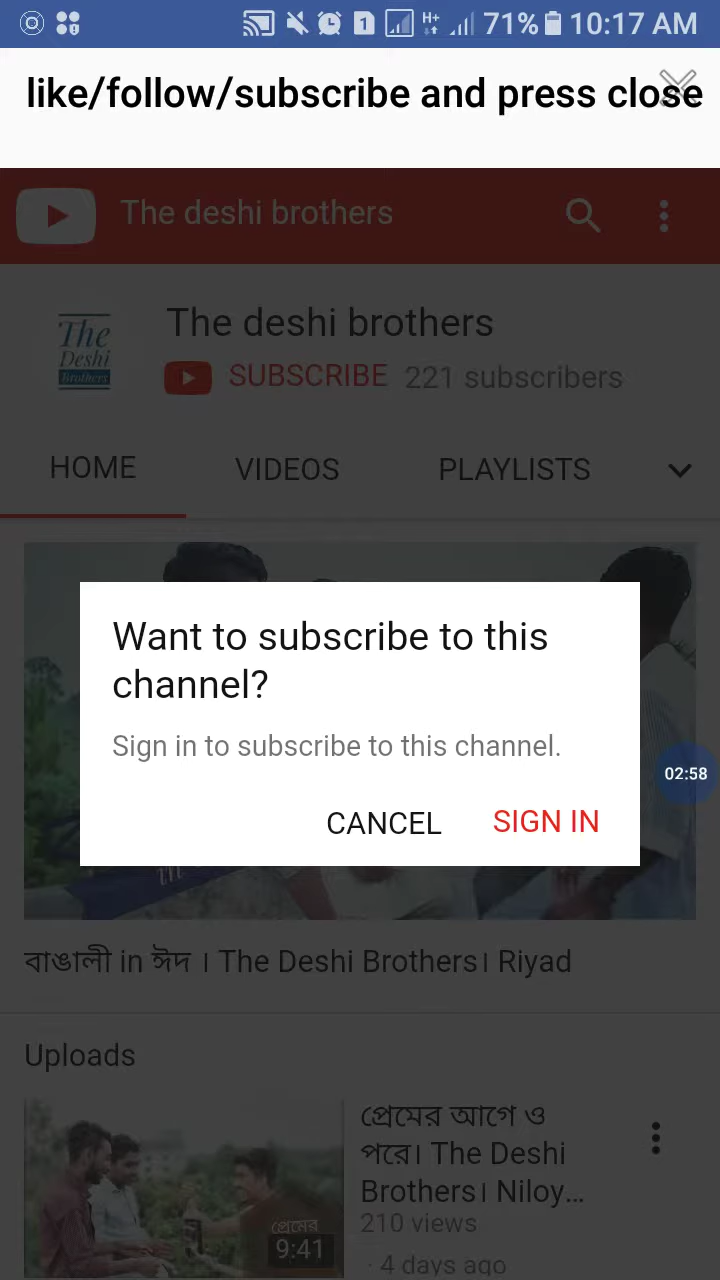 1 H+ 71% 10:17 AM
like/follow/subscribe and press close
The deshi brothers
The
Deshi
Brothers
The deshi brothers
SUBSCRIBE 221 subscribers
HOME VIDEOS PLAYLISTS
Want to subscribe to this
channel?
Sign in to subscribe to this channel.
02:58
CANCEL SIGN IN
in
বাঙালী in ঈদ । The Deshi Brothers। Riyad
Uploads
প্রেমের আগে ও
পরে। The Deshi
Brothers। Niloy...
প্রেমের
9:41
210 views
· 4 days ago